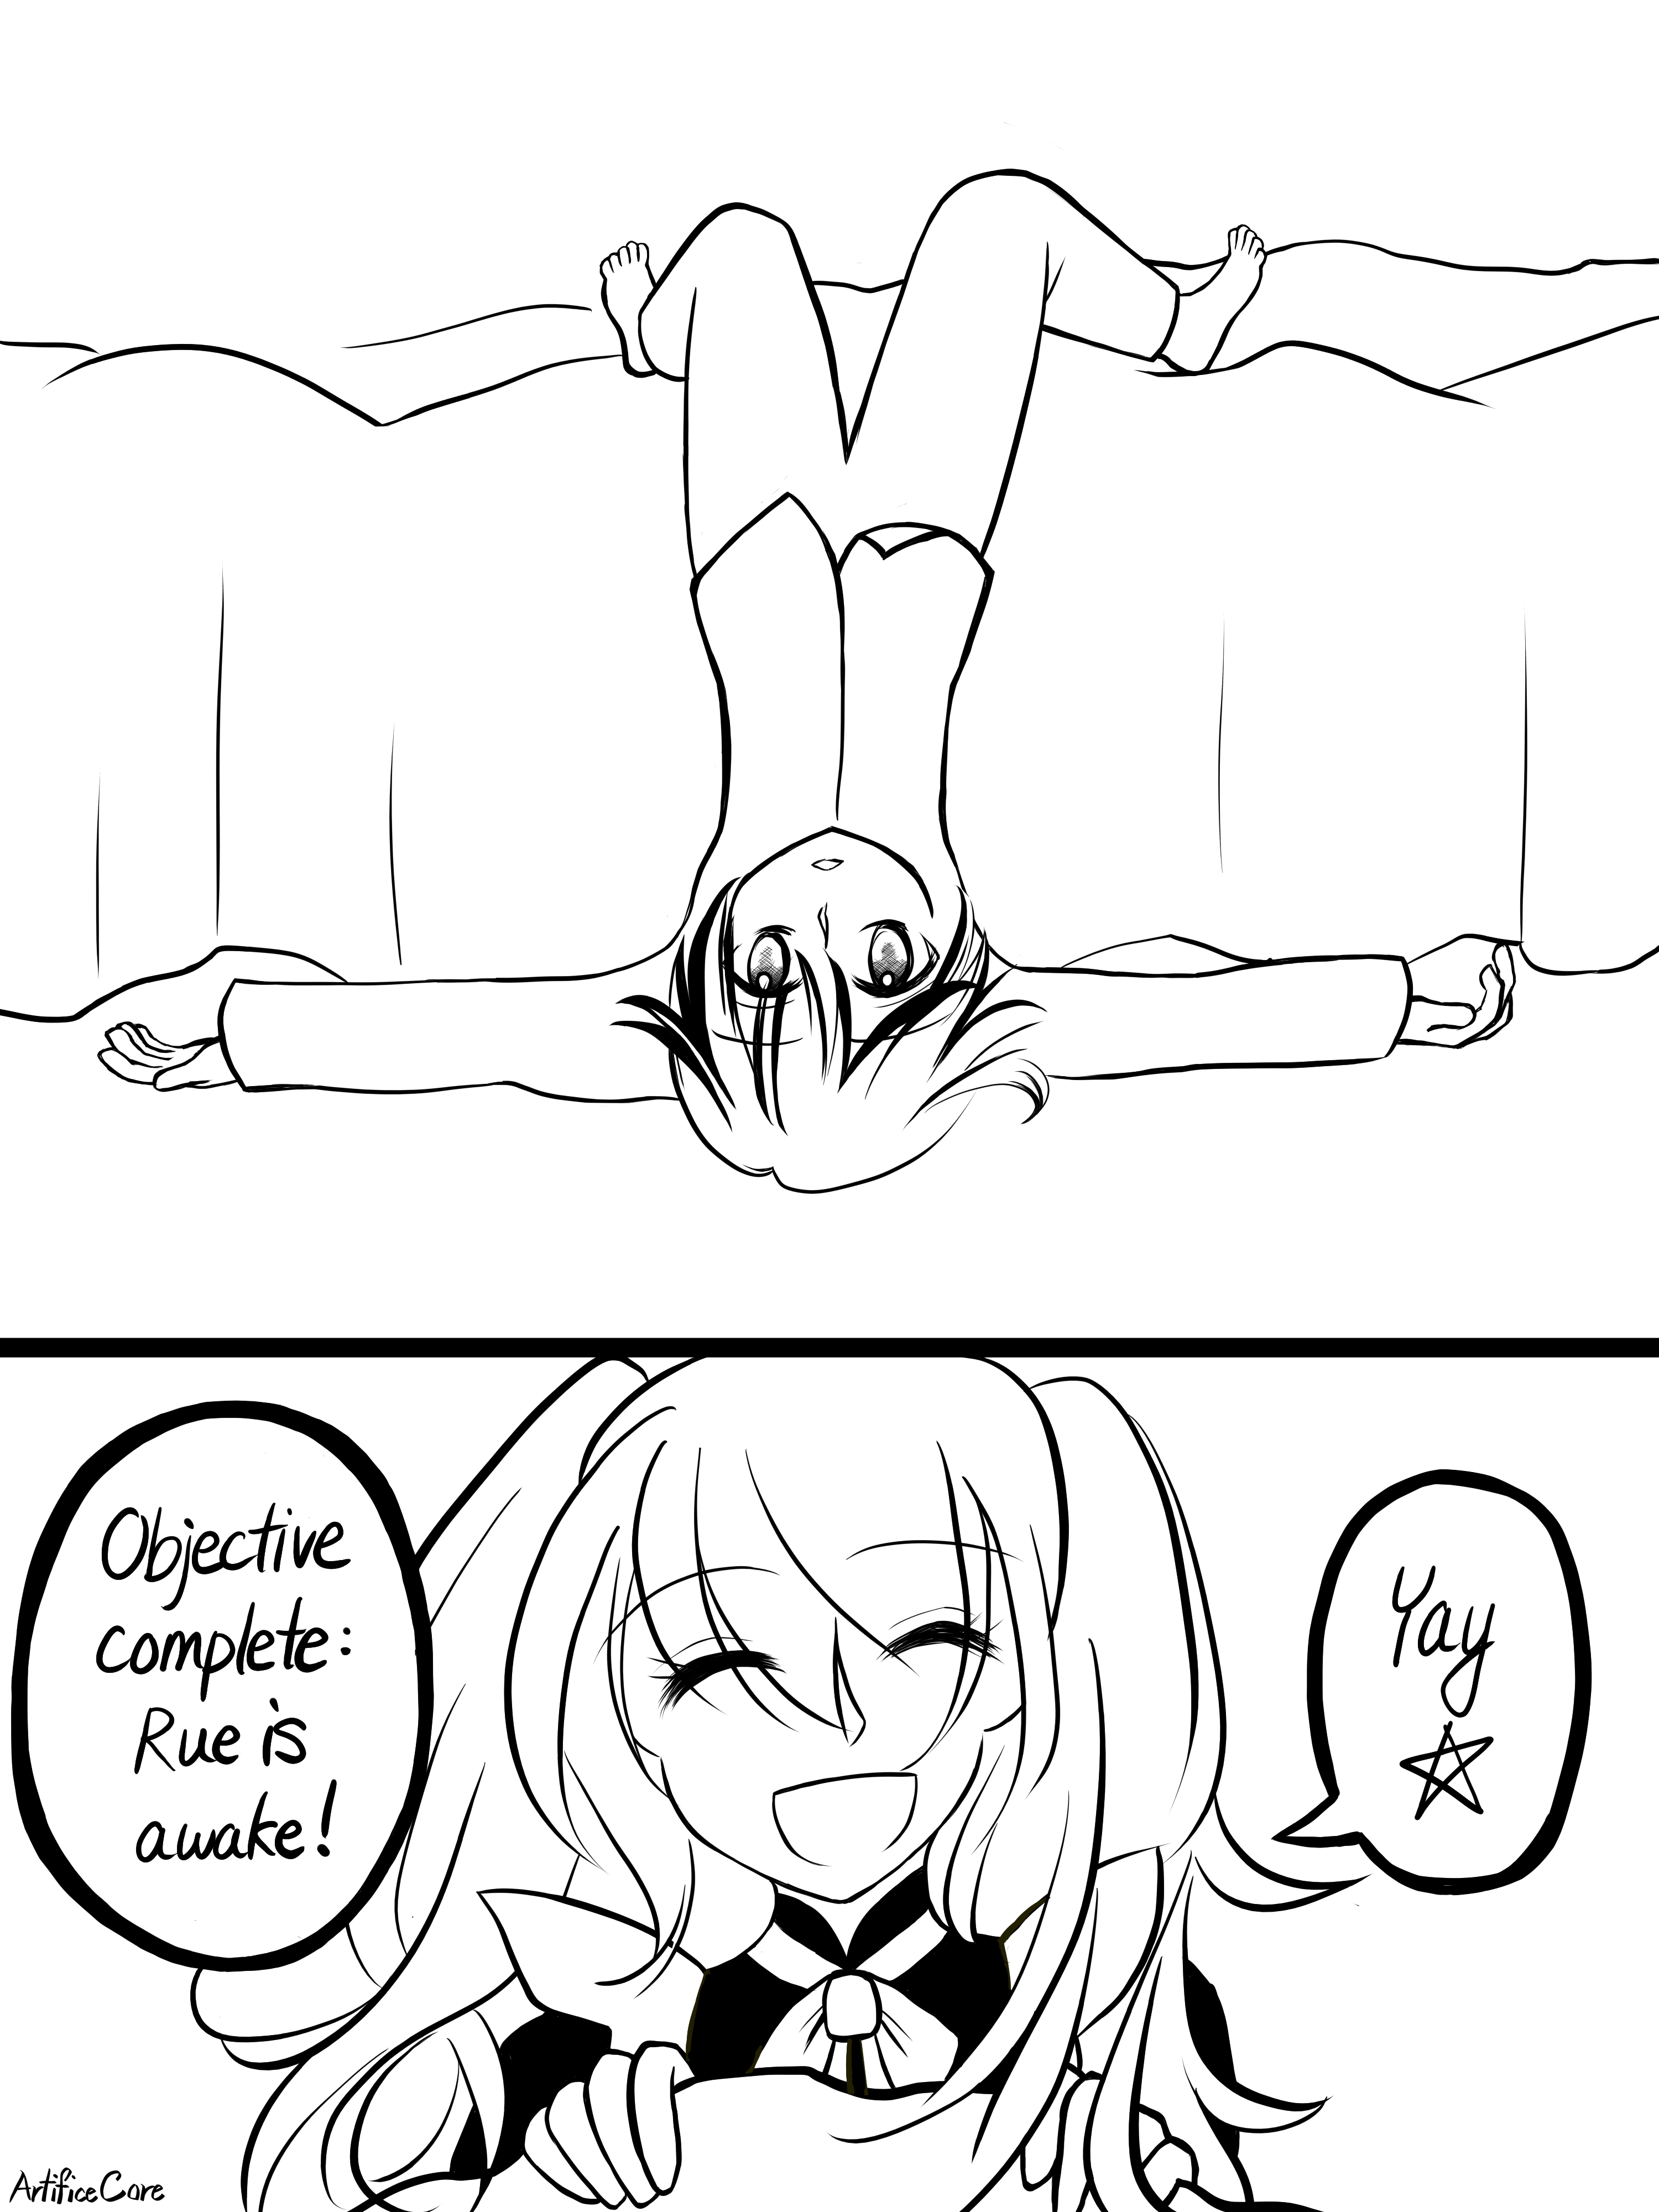 Objective
complete:
Rue is
awake!
Yay
☆
ArtificeCore